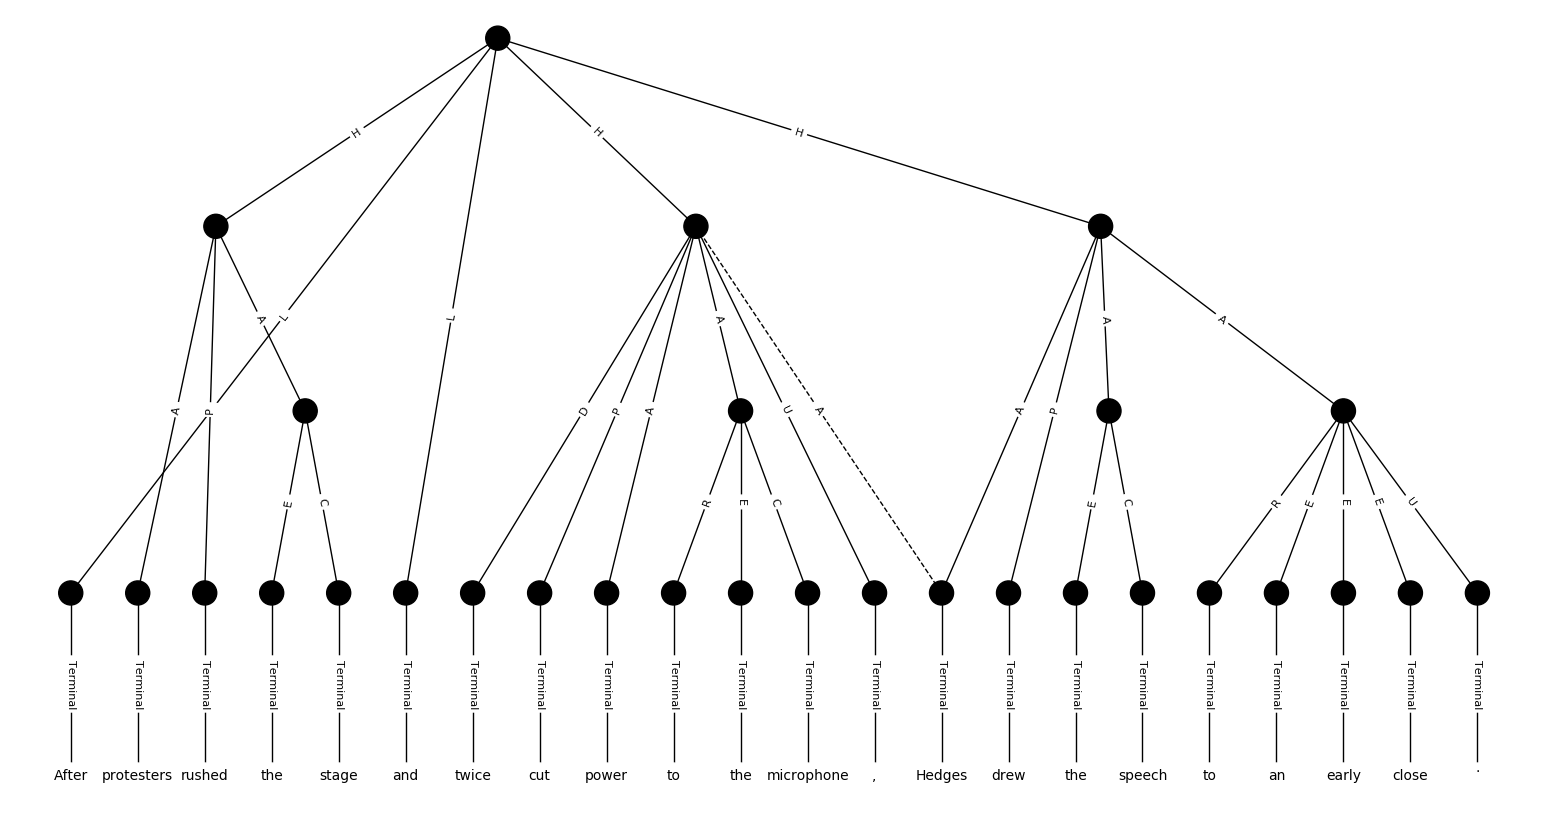 H H H
A L L A A A
A P D P A U A A P
E C R E C E C R E E E U
Terminal Terminal Terminal Terminal Terminal Terminal Terminal Terminal Terminal Terminal Terminal Terminal Terminal Terminal Terminal Terminal Terminal Terminal Terminal Terminal Terminal Terminal
After protesters rushed the stage and twice cut power to the microphone , Hedges drew the speech to an early close .